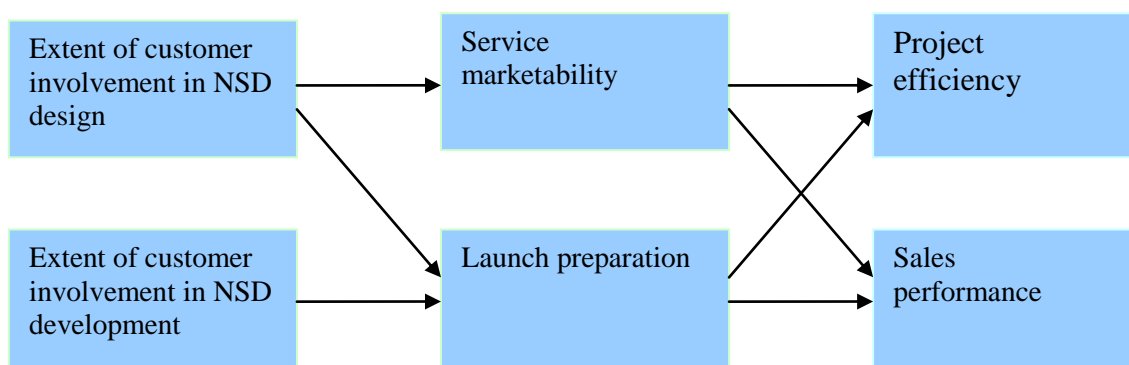 Extent of customer
involvement in NSD
design
Service
marketability
Project
efficiency
Extent of customer
involvement in NSD
development
Launch preparation
Sales
performance